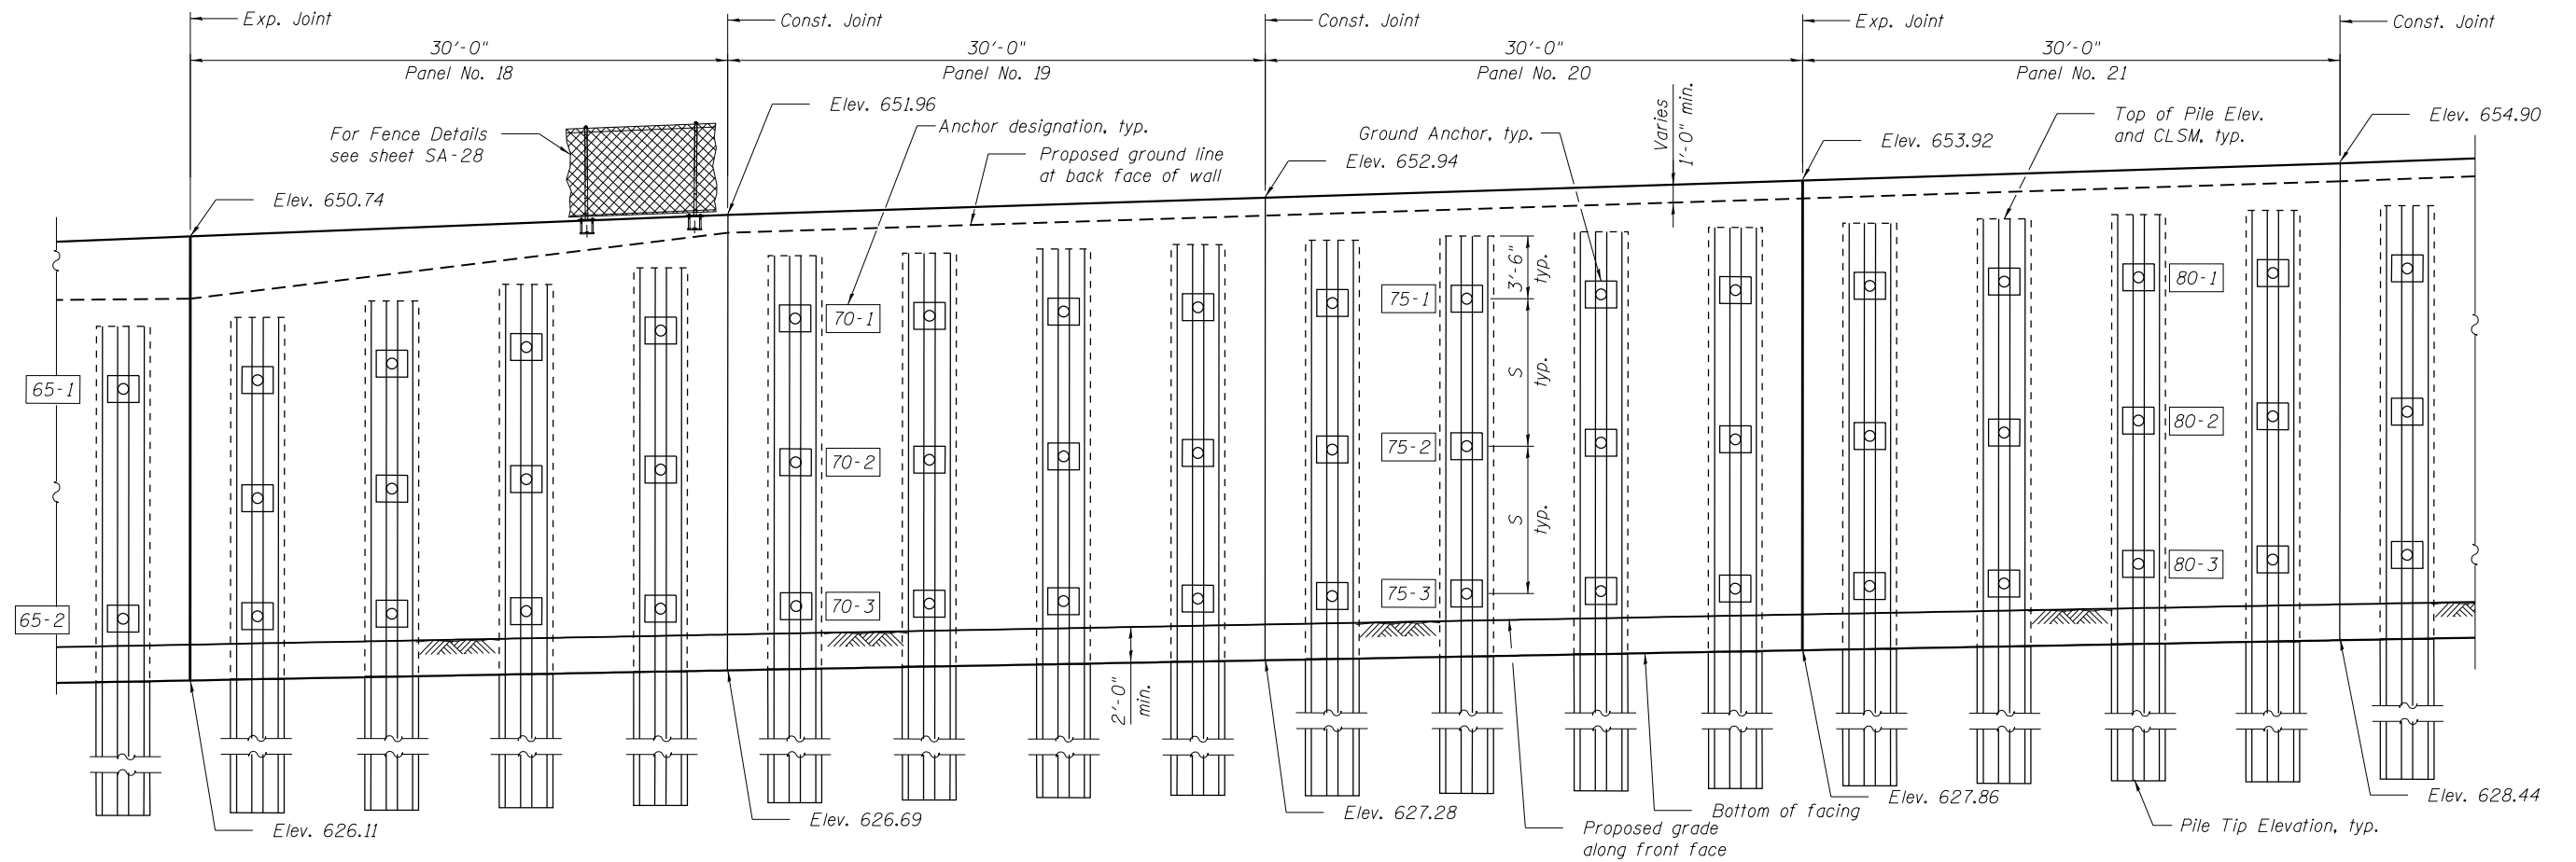 Exp. Joint
Const. Joint
Const. Joint
Exp. Joint
Const. Joint
30'-0"
30'-0"
30'-0"
30'-0"
Panel No. 18
Panel No. 19
Panel No. 20
Panel No. 21
For Fence Details
see sheet SA-28
Elev. 650.74
Elev. 651.96
Anchor designation, typ.
Proposed ground line
at back face of wall
Ground Anchor, typ.
Elev. 652.94
Varies
1'-0" min.
Elev. 653.92
Top of Pile Elev.
and CLSM, typ.
Elev. 654.90
65-1
65-2
70-1
70-2
70-3
75-1
75-2
75-3
3'-6"
typ.
S
typ.
S
typ.
80-1
80-2
80-3
2'-0"
min.
Elev. 626.11
Elev. 626.69
Elev. 627.28
Proposed grade
along front face
Bottom of facing
Elev. 627.86
Pile Tip Elevation, typ.
Elev. 628.44